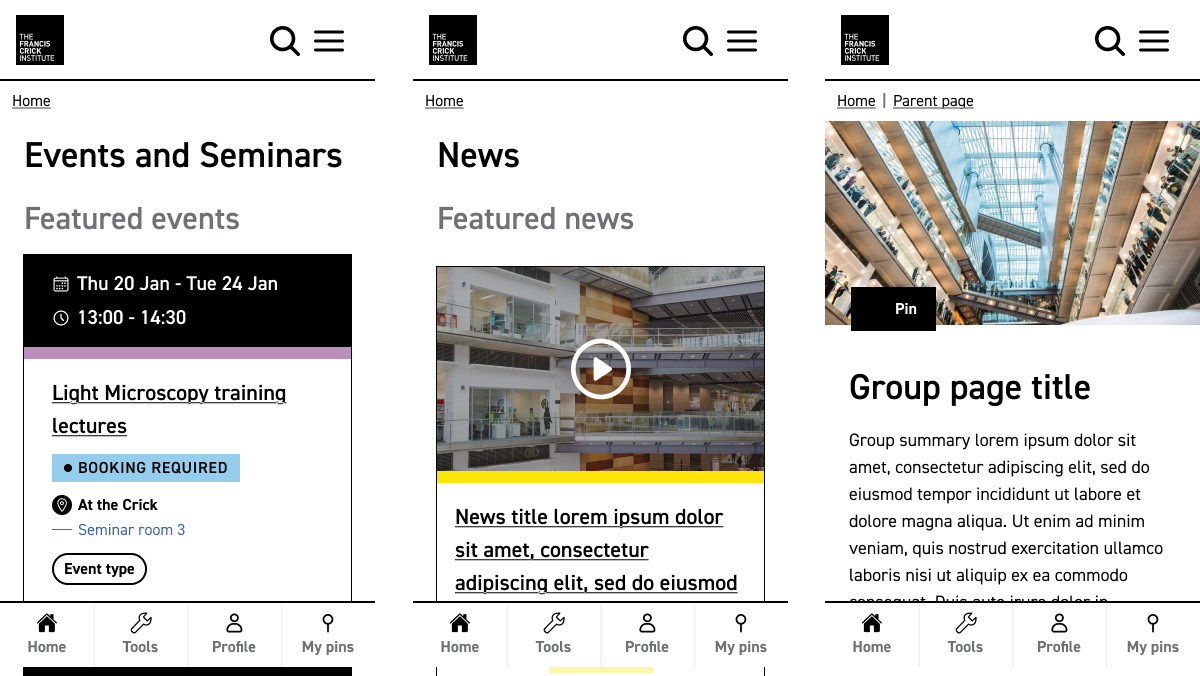 THE
FRANCIS
CRICK
INSTITUTE
Home
Events and Seminars
Featured events
Thu 20 Jan - Tue 24 Jan
13:00 - 14:30
Light Microscopy training
lectures
BOOKING REQUIRED
At the Crick
Seminar room 3
Event type
Home
Tools
Profile
My pins
THE
FRANCIS
CRICK
INSTITUTE
Home
News
Featured news
News title lorem ipsum dolor
sit amet, consectetur
adipiscing elit, sed do eiusmod
Home
Tools
Profile
My pins
THE
FRANCIS
CRICK
INSTITUTE
Home | Parent page
Pin
Group page title
Group summary lorem ipsum dolor sit
amet, consectetur adipiscing elit, sed do
eiusmod tempor incididunt ut labore et
dolore magna aliqua. Ut enim ad minim
veniam, quis nostrud exercitation ullamco
laboris nisi ut aliquip ex ea commodo
Home
Tools
Profile
My pins